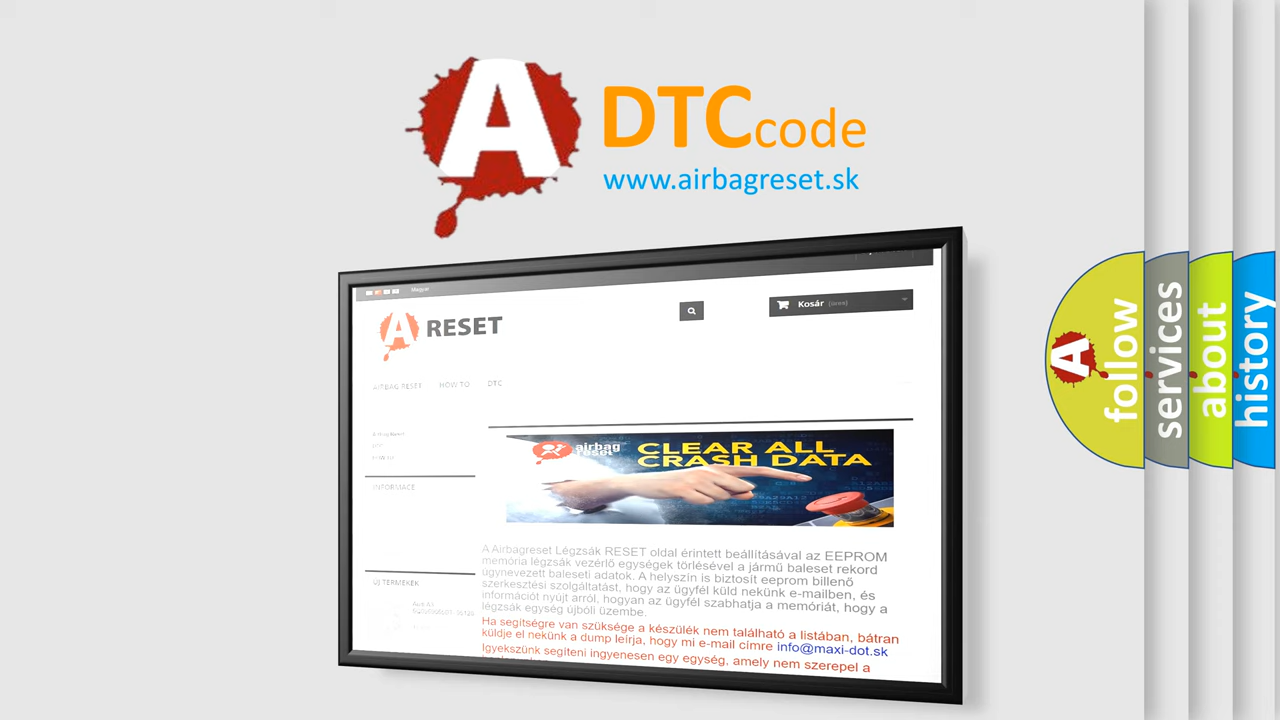 A
DTCcode
www.airbagreset.sk
Magyar
Kosár (üres)
A RESET
AIRBAG RESET HOW TO DTC
INFORMACE
airbag
reset
CLEAR ALL
CRASH DATA
A Airbagreset Légzsák RESET oldal érintett beállításával az EEPROM
memória légzsák vezérlő egységek törlésével a jármű baleset rekord
úgynevezett baleseti adatok. A helyszín is biztosít eeprom billenő
szerkesztési szolgáltatást, hogy az ügyfél küld nekünk e-mailben, és
információt nyújt arról, hogyan az ügyfél szabhatja a memóriát, hogy a
légzsák egység újbóli üzembe.
Ha segítségre van szüksége a készülék nem található a listában, bátran
küldje el nekünk a dump leírja, hogy mi e-mail címre info@maxi-dot.sk
Igyekszünk segíteni ingyenesen egy egység, amely nem szerepel a
ÚJ TERMÉKEK
A
follow
services
about
history